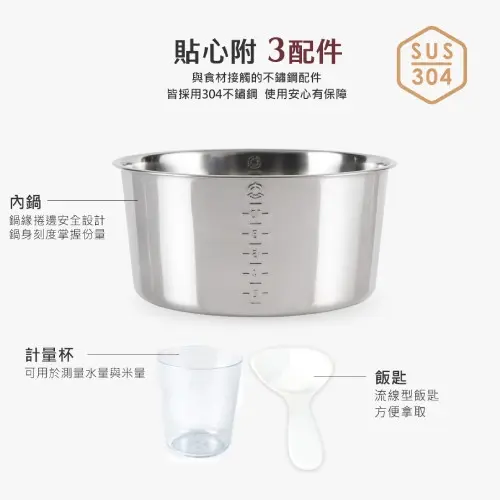 貼心附 3配件
與食材接觸的不鏽鋼配件
皆採用304不鏽鋼 使用安心有保障
SUS
304
內鍋
鍋緣捲邊安全設計
鍋身刻度掌握份量
計量杯
可用於測量水量與米量
飯匙
流線型飯匙
方便拿取